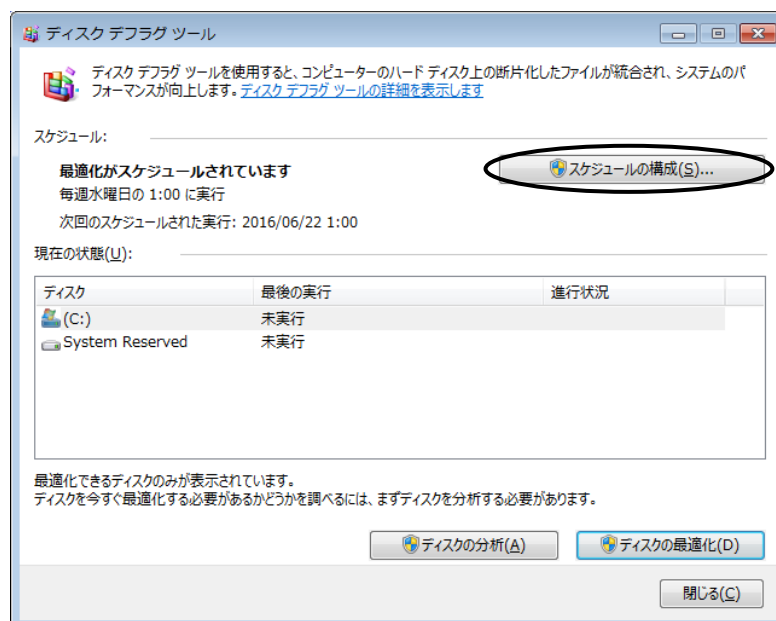 ディスク デフラグ ツール
ディスク デフラグ ツールを使用すると、コンピューターのハード ディスク上の断片化したファイルが統合され、システムのパ
フォーマンスが向上します。ディスク デフラグ ツールの詳細を表示します
スケジュール:
最適化がスケジュールされています
スケジュールの構成(S)...
毎週水曜日の 1:00 に実行
次回のスケジュールされた実行: 2016/06/22 1:00
現在の状態(U):
ディスク 最後の実行 進行状況
(C:) 未実行
System Reserved 未実行
最適化できるディスクのみが表示されています。
ディスクを今すぐ最適化する必要があるかどうかを調べるには、まずディスクを分析する必要があります。
ディスクの分析(A) ディスクの最適化(D)
閉じる(C)